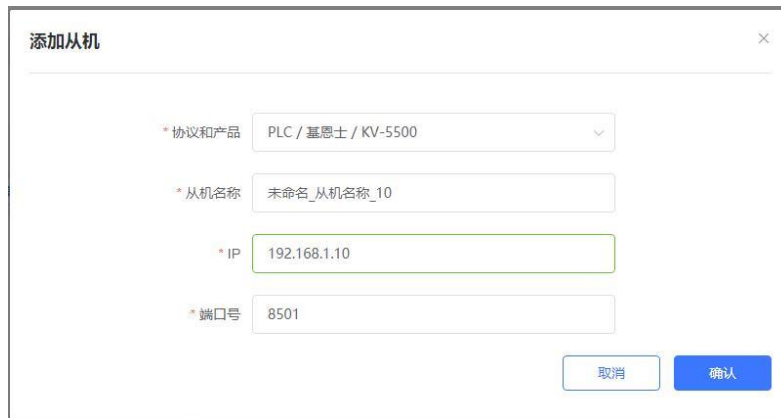 添加从机
* 协议和产品 PLC / 基恩士 / KV-5500
* 从机名称 未命名_从机名称_10
* IP 192.168.1.10
* 端口号 8501
取消 确认